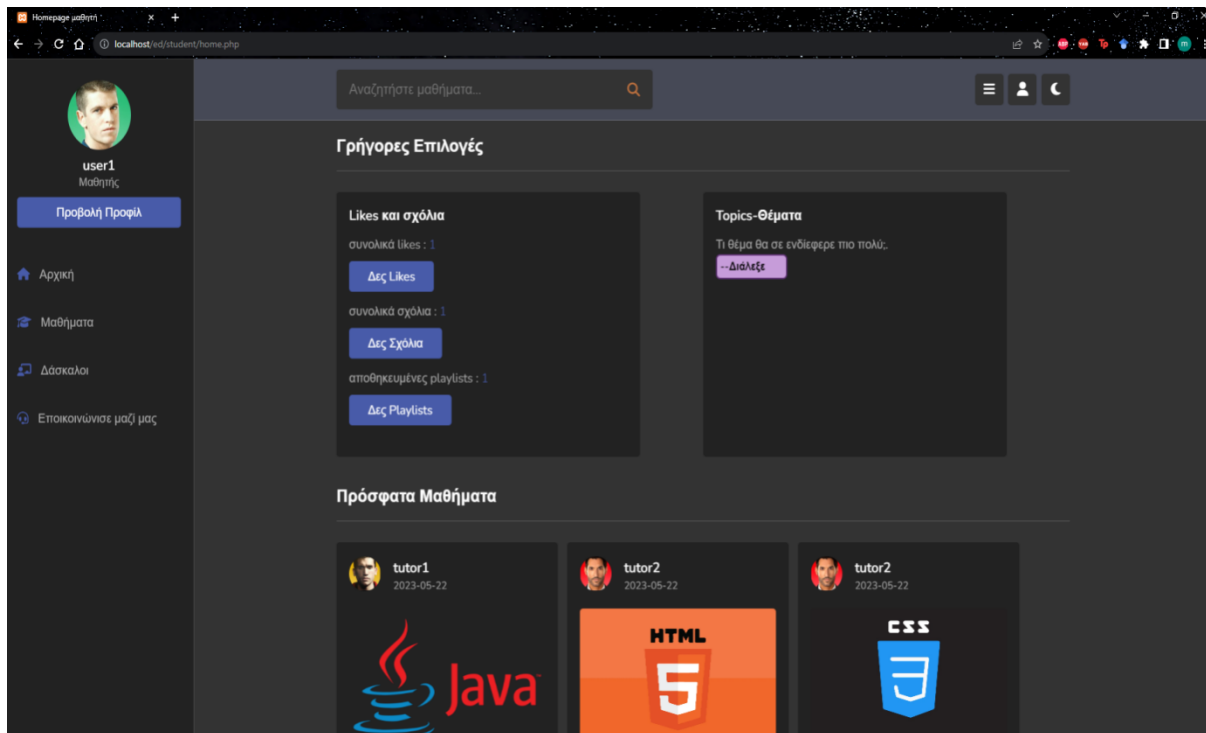 Homepage μαθητή
localhost/ed/student/home.php
Αναζητήστε μαθήματα...
user1
Μαθητής
Προβολή Προφίλ
Αρχική
Μαθήματα
Δάσκαλοι
Εποικοινώνισε μαζί μας
Γρήγορες Επιλογές
Likes και σχόλια
συνολικά likes : 1
Δες Likes
συνολικά σχόλια : 1
Δες Σχόλια
αποθηκευμένες playlists : 1
Δες Playlists
Topics-Θέματα
Τι θέμα θα σε ενδίεφερε πιο πολύ;.
--Διάλεξε
Πρόσφατα Μαθήματα
tutor1
2023-05-22
Java
tutor2
2023-05-22
HTML
5
tutor2
2023-05-22
CSS
3